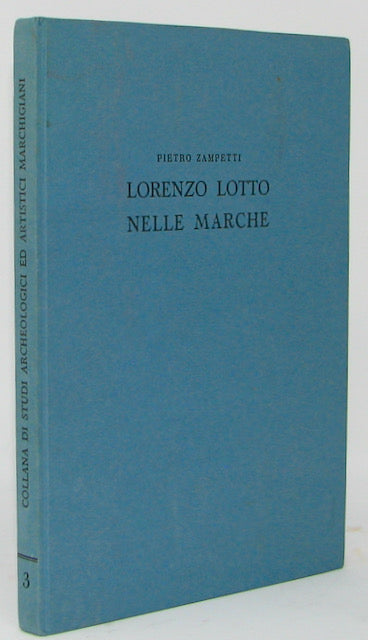 PIETRO ZAMPETTI
LORENZO LOTTO
NELLE MARCHE
COLLANA DI STUDI ARCHEOLOGICI ED ARTISTICI MARCHIGIANI
3